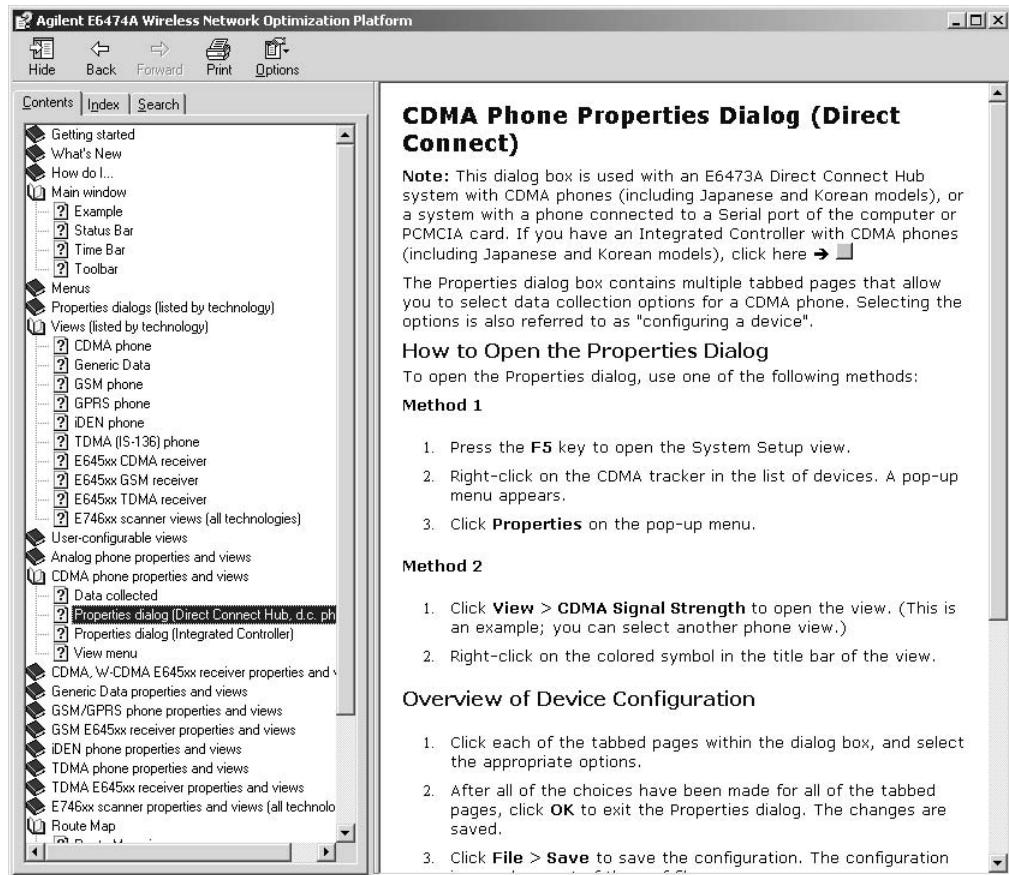 Agilent E6474A Wireless Network Optimization Platform
Hide Back Forward Print Options
Contents Index Search
Getting started
What's New
How do I...
Main window
Example
Status Bar
Time Bar
Toolbar
Menus
Properties dialogs (listed by technology)
Views (listed by technology)
CDMA phone
Generic Data
GSM phone
GPRS phone
iDEN phone
TDMA (IS-136) phone
E645xx CDMA receiver
E645xx GSM receiver
E645xx TDMA receiver
E746xx scanner views (all technologies)
User-configurable views
Analog phone properties and views
CDMA phone properties and views
Data collected
Properties dialog (Direct Connect Hub, d.c. ph
Properties dialog (Integrated Controller)
View menu
CDMA, W-CDMA E645xx receiver properties and v
Generic Data properties and views
GSM/GPRS phone properties and views
GSM E645xx receiver properties and views
iDEN phone properties and views
TDMA phone properties and views
TDMA E645xx receiver properties and views
E746xx scanner properties and views (all technolo
Route Map
CDMA Phone Properties Dialog (Direct
Connect)
Note: This dialog box is used with an E6473A Direct Connect Hub
system with CDMA phones (including Japanese and Korean models), or
a system with a phone connected to a Serial port of the computer or
PCMCIA card. If you have an Integrated Controller with CDMA phones
(including Japanese and Korean models), click here ➔
The Properties dialog box contains multiple tabbed pages that allow
you to select data collection options for a CDMA phone. Selecting the
options is also referred to as "configuring a device".
How to Open the Properties Dialog
To open the Properties dialog, use one of the following methods:
Method 1
1. Press the F5 key to open the System Setup view.
2. Right-click on the CDMA tracker in the list of devices. A pop-up
menu appears.
3. Click Properties on the pop-up menu.
Method 2
1. Click View > CDMA Signal Strength to open the view. (This is
an example; you can select another phone view.)
2. Right-click on the colored symbol in the title bar of the view.
Overview of Device Configuration
1. Click each of the tabbed pages within the dialog box, and select
the appropriate options.
2. After all of the choices have been made for all of the tabbed
pages, click OK to exit the Properties dialog. The changes are
saved.
3. Click File > Save to save the configuration. The configuration